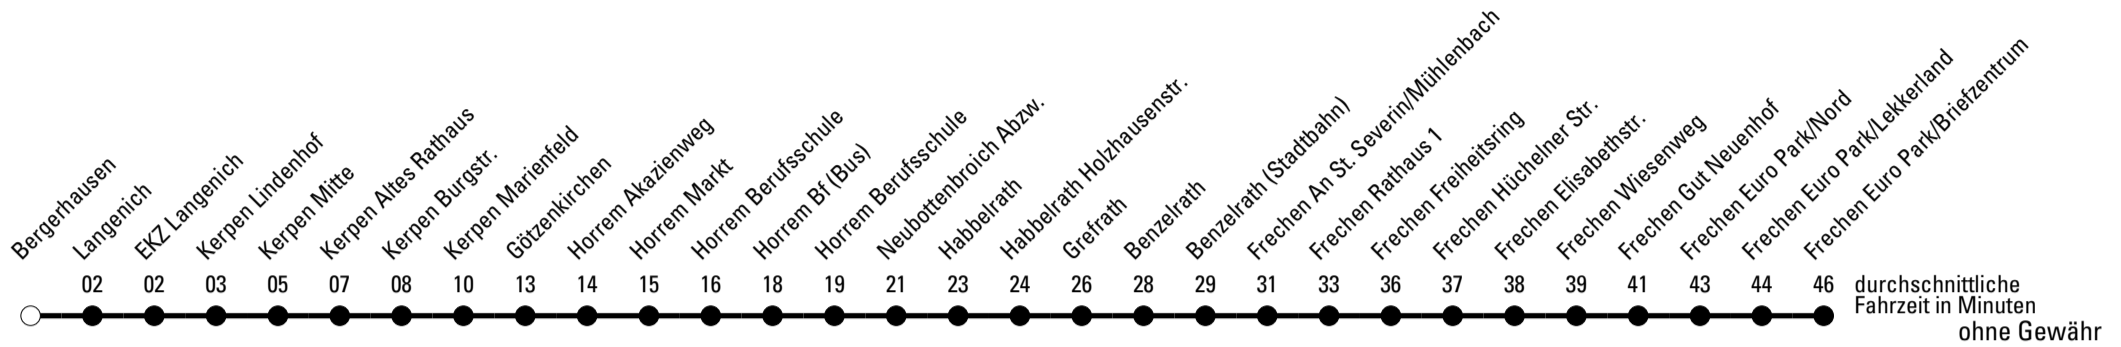 Bergerhausen
Langenich
EKZ Langenich
Kerpen Lindenhof
Kerpen Mitte
Kerpen Altes Rathaus
Kerpen Burgstr.
Kerpen Marienfeld
Götzenkirchen
Horrem Akazienweg
Horrem Markt
Horrem Berufsschule
Horrem Bf (Bus)
Horrem Berufsschule
Neubottenbroich Abzw.
Habbelrath
Habbelrath Holzhausenstr.
Grefrath
Benzelrath
Benzelrath (Stadtbahn)
Frechen An St. Severin/Mühlenbach
Frechen Rathaus 1
Frechen Freiheitsring
Frechen Hüchelner Str.
Frechen Elisabethstr.
Frechen Wiesenweg
Frechen Gut Neuenhof
Frechen Euro Park/Nord
Frechen Euro Park/Lekkerland
Frechen Euro Park/Briefzentrum
02 02 03 05 07 08 10 13 14 15 16 18 19 21 23 24 26 28 29 31 33 36 37 38 39 41 43 44 46 durchschnittliche
Fahrzeit in Minuten
ohne Gewähr